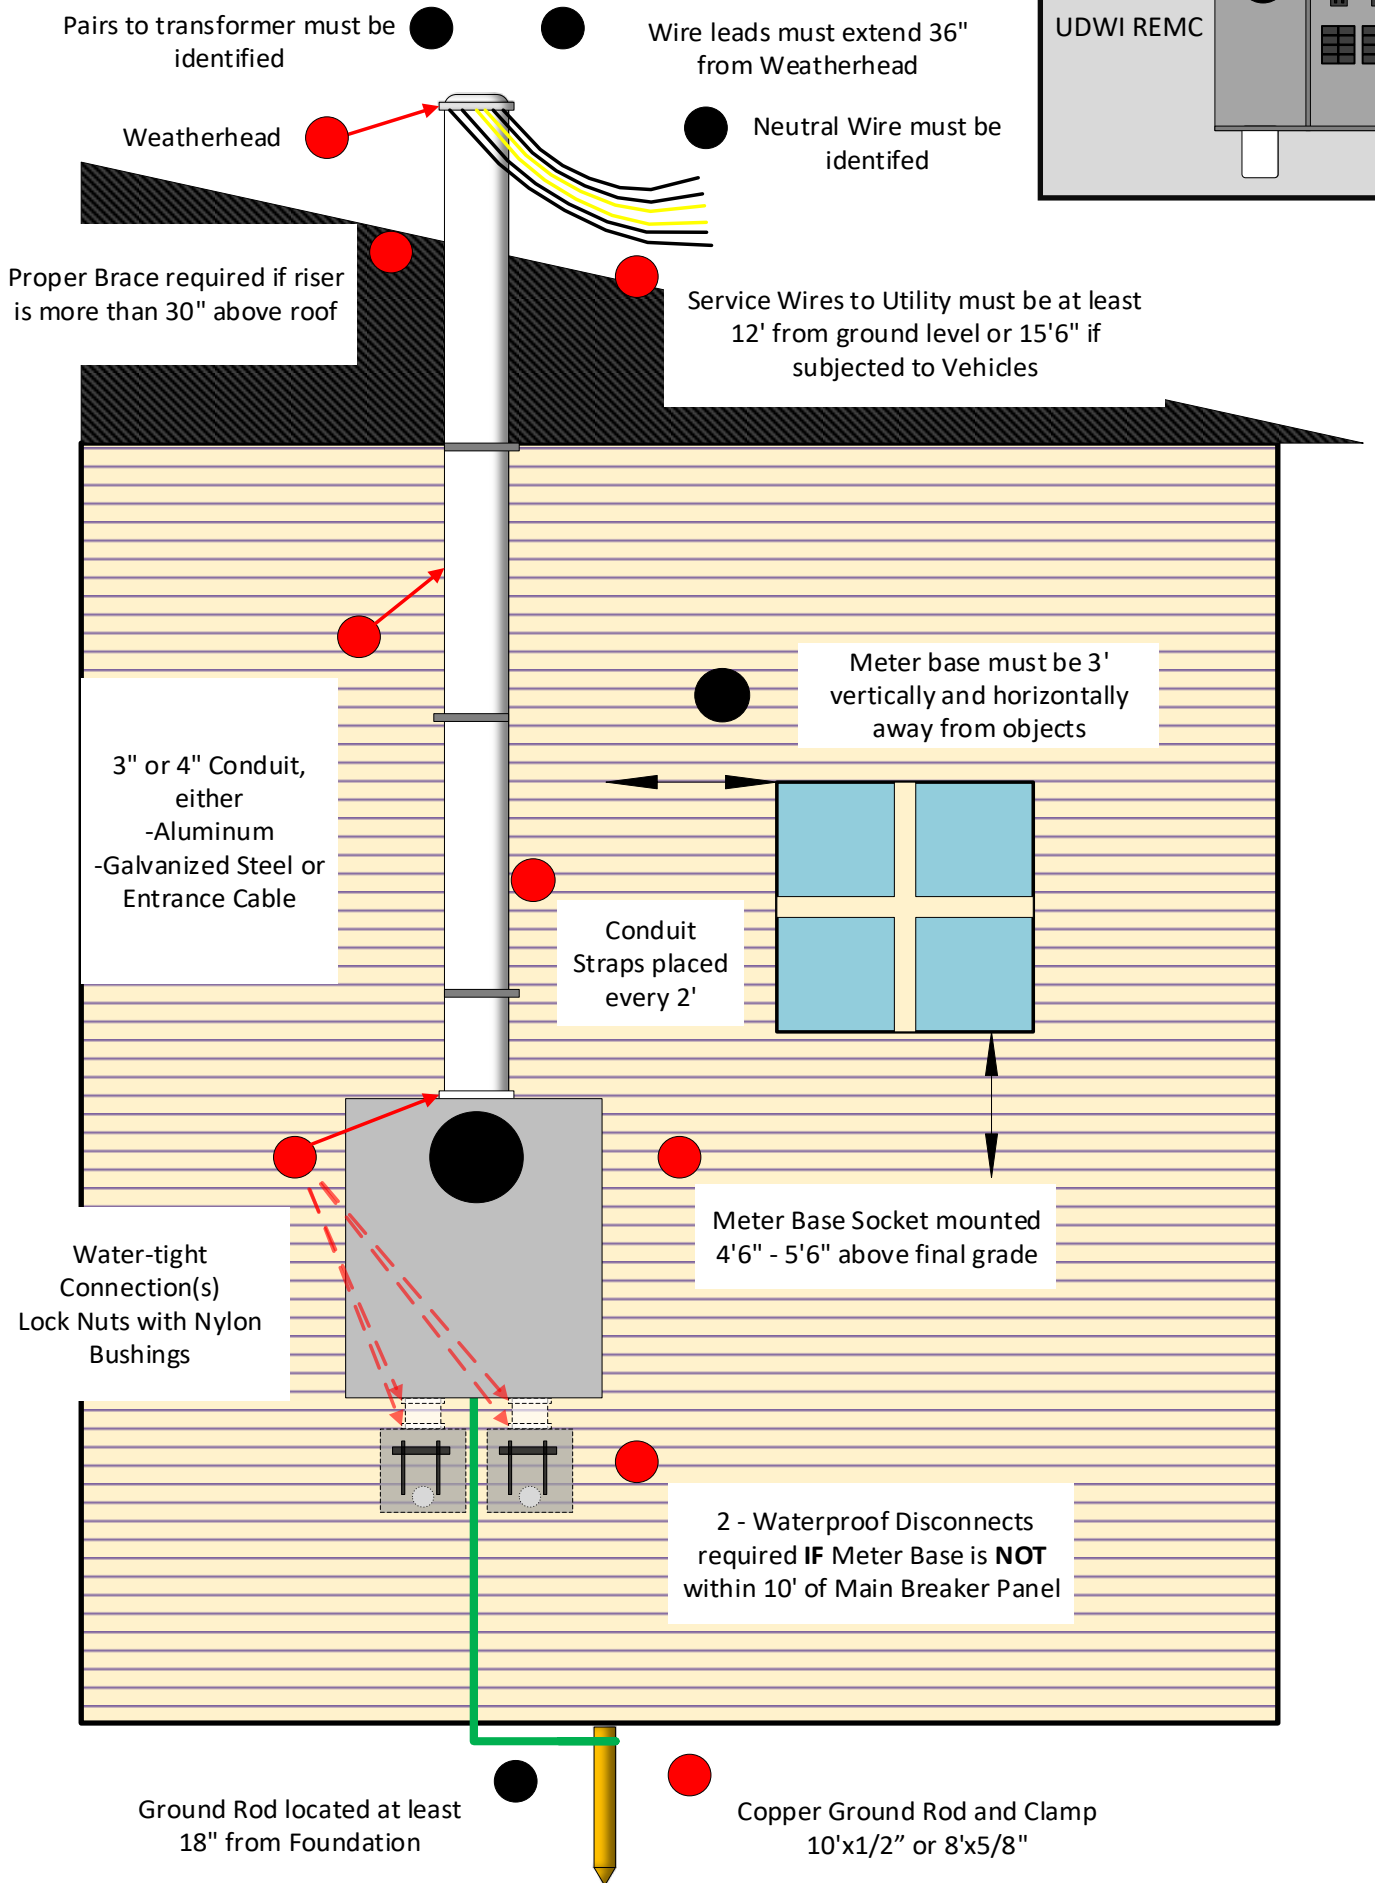 Pairs to transformer must be
identified
Wire leads must extend 36"
from Weatherhead
UDWI REMC
Weatherhead
Neutral Wire must be
identifed
Proper Brace required if riser
is more than 30" above roof
Service Wires to Utility must be at least
12' from ground level or 15'6" if
subjected to Vehicles
Meter base must be 3'
vertically and horizontally
away from objects
3" or 4" Conduit,
either
-Aluminum
-Galvanized Steel or
Entrance Cable
Conduit
Straps placed
every 2'
Meter Base Socket mounted
4'6" - 5'6" above final grade
Water-tight
Connection(s)
Lock Nuts with Nylon
Bushings
2 - Waterproof Disconnects
required IF Meter Base is NOT
within 10' of Main Breaker Panel
Ground Rod located at least
18" from Foundation
Copper Ground Rod and Clamp
10'x1/2” or 8'x5/8"